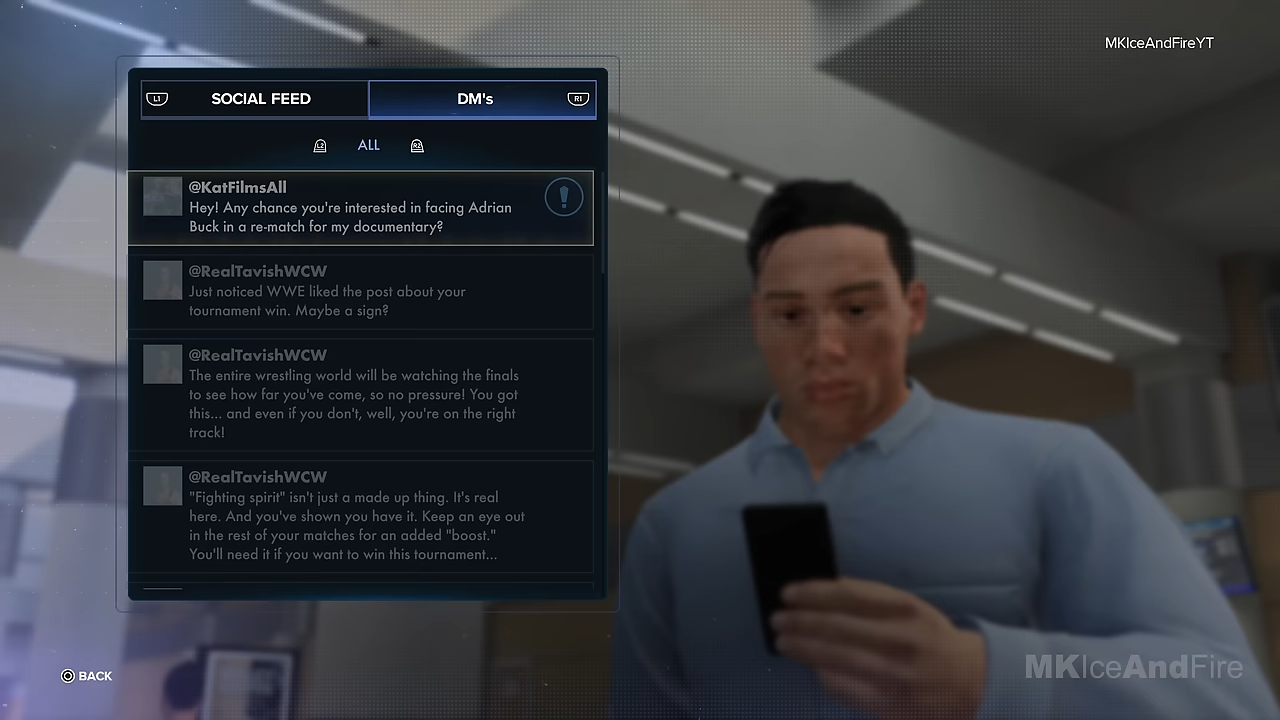 MKIceAndFireYT
L1 SOCIAL FEED DM's R1
L2 ALL R2
@KatFilmsAll
Hey! Any chance you're interested in facing Adrian
Buck in a re-match for my documentary?
@RealTavishWCW
Just noticed WWE liked the post about your
tournament win. Maybe a sign?
@RealTavishWCW
The entire wrestling world will be watching the finals
to see how far you've come, so no pressure! You got
this... and even if you don't, well, you're on the right
track!
@RealTavishWCW
"Fighting spirit" isn't just a made up thing. It's real
here. And you've shown you have it. Keep an eye out
in the rest of your matches for an added "boost."
You'll need it if you want to win this tournament...
BACK
MKIceAndFire